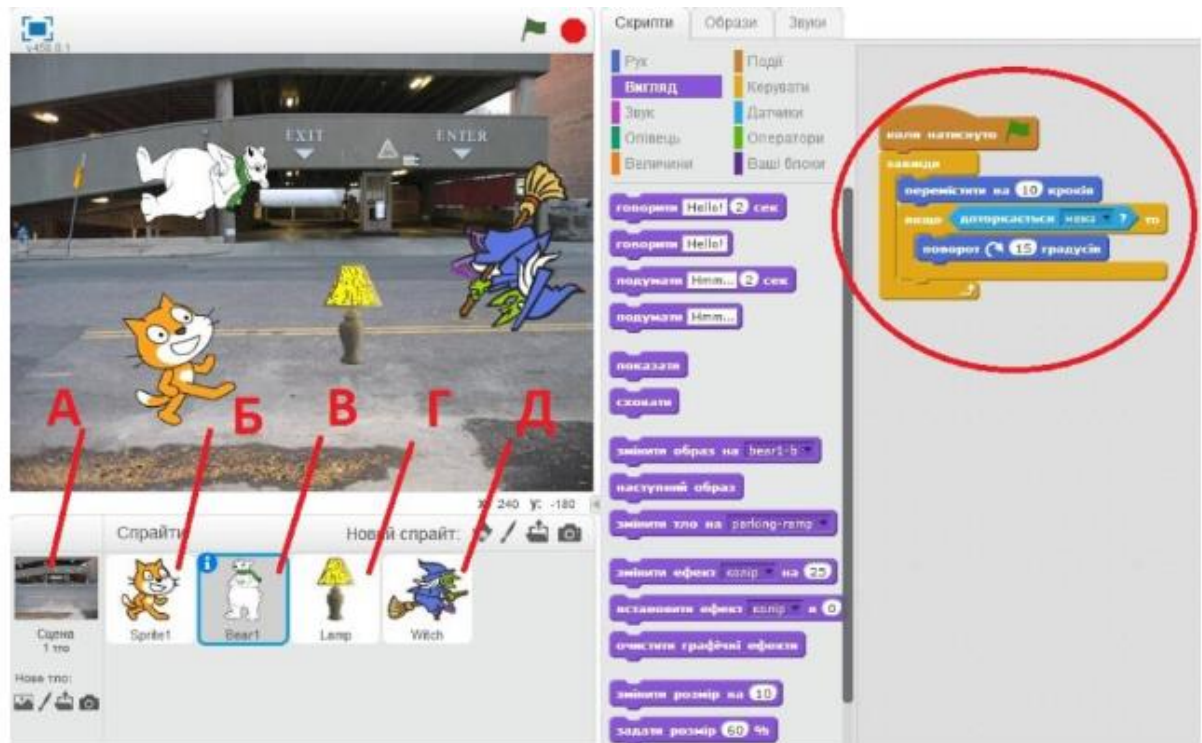 v450.0.1
EXIT
ENTER
А
Б
В
Г
Д
x: 240 y: -180
Спрайти
Новий спрайт:
Сцена
1 тло
Sprite1
Bear1
Lamp
Witch
Нове тло:
Скрипти
Образи
Звуки
Рух
Події
Вигляд
Керувати
Звук
Датчики
Олівець
Оператори
Величини
Ваші блоки
говорити Hello! 2 сек
говорити Hello!
подумати Hmm... 2 сек
подумати Hmm...
показати
сховати
змінити образ на bear1-b
наступний образ
змінити тло на parking-ramp
змінити ефект колір на 25
встановити ефект колір в 0
очистити графічні ефекти
змінити розмір на 10
задати розмір 60 %
коли натиснуто
завжди
перемістити на 10 кроків
якщо доторкається межа ? то
поворот 15 градусів